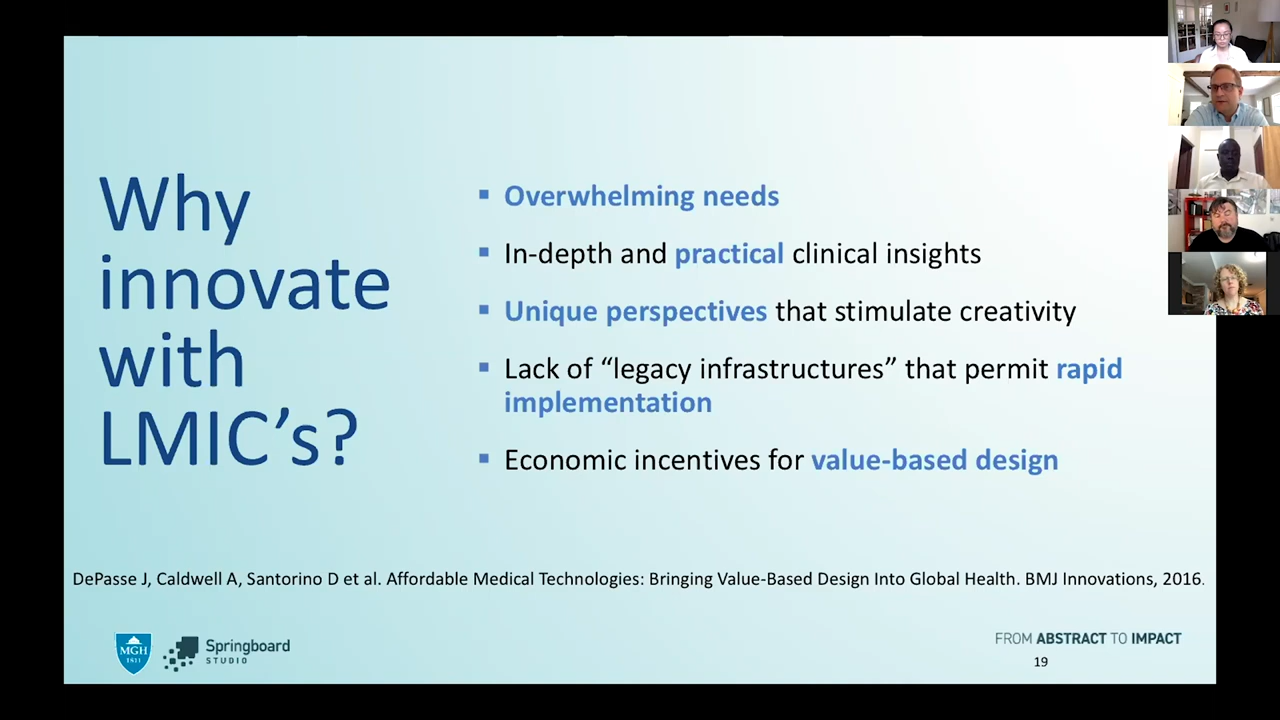 Why
innovate
with
LMIC’s?
▪ Overwhelming needs
▪ In-depth and practical clinical insights
▪ Unique perspectives that stimulate creativity
▪ Lack of “legacy infrastructures” that permit rapid
implementation
▪ Economic incentives for value-based design
DePasse J, Caldwell A, Santorino D et al. Affordable Medical Technologies: Bringing Value-Based Design Into Global Health. BMJ Innovations, 2016.
MGH
1811
Springboard
STUDIO
FROM ABSTRACT TO IMPACT
19